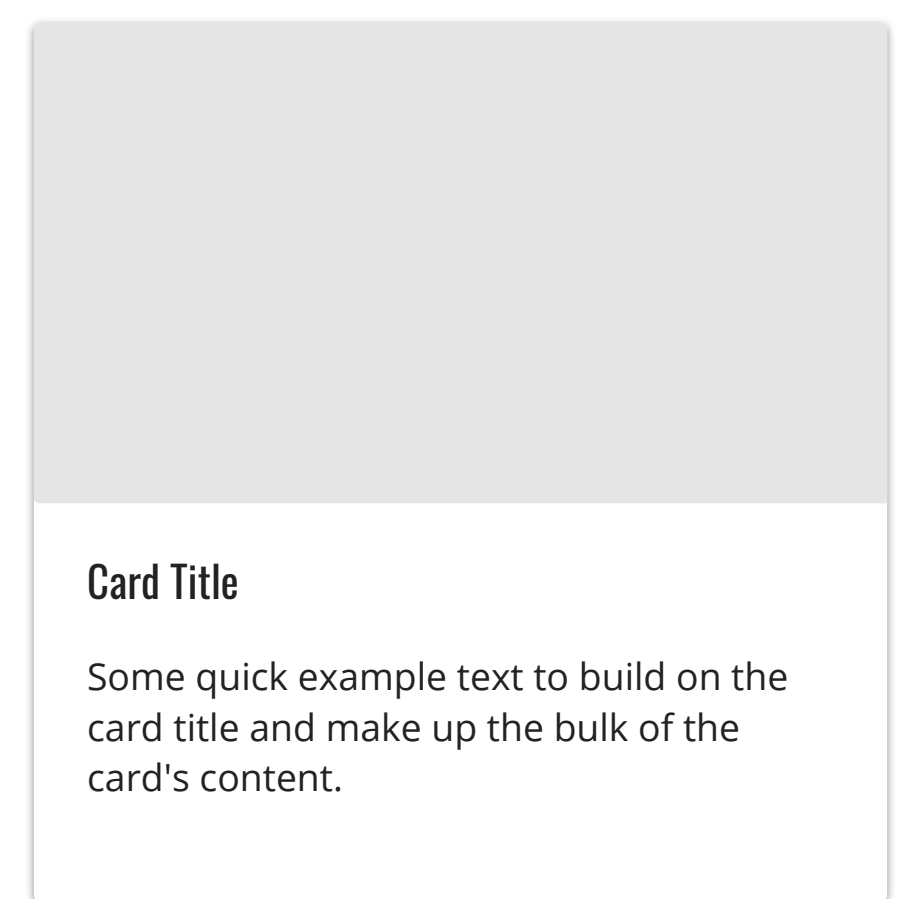 Card Title
Some quick example text to build on the
card title and make up the bulk of the
card's content.